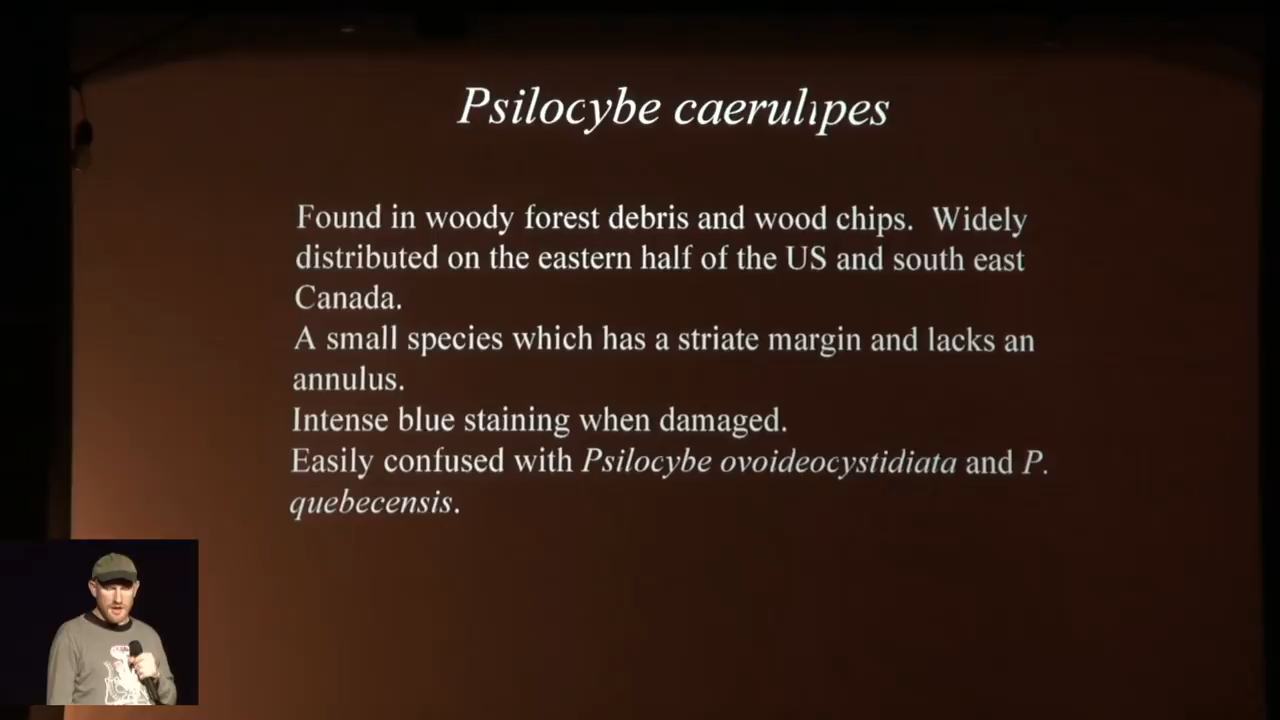 Psilocybe caerulipes
Found in woody forest debris and wood chips. Widely
distributed on the eastern half of the US and south east
Canada.
A small species which has a striate margin and lacks an
annulus.
Intense blue staining when damaged.
Easily confused with Psilocybe ovoideocystidiata and P.
quebecensis.